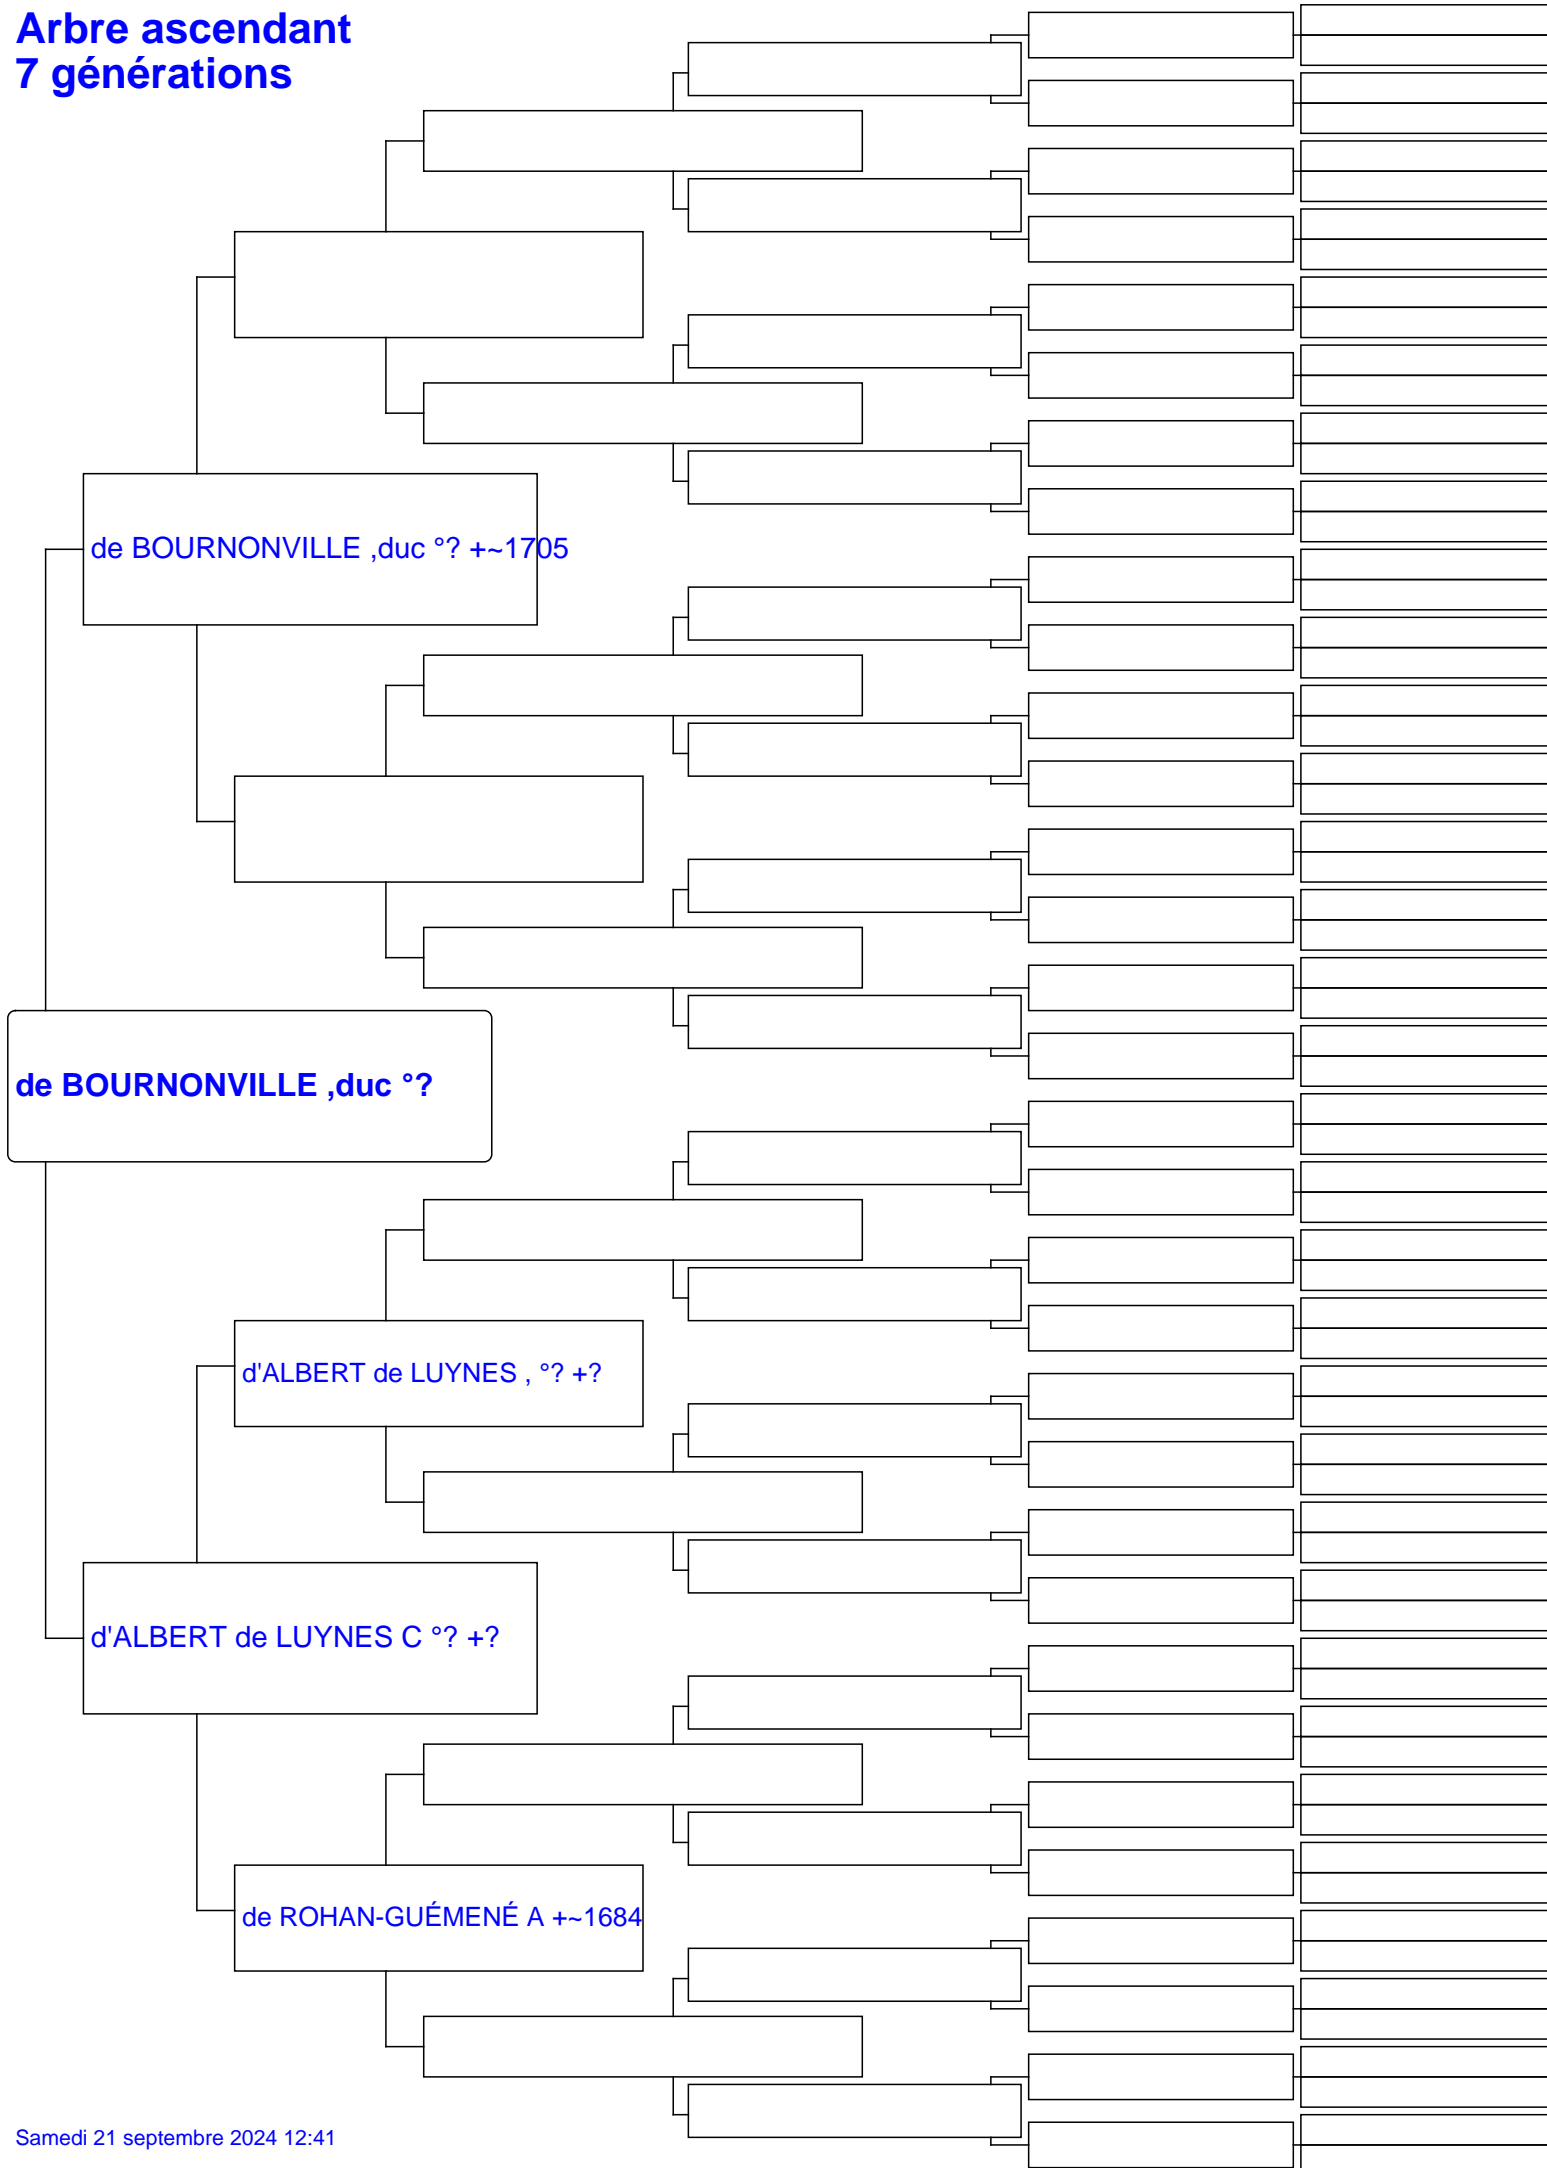 Arbre ascendant
7 générations
de BOURNONVILLE ,duc °? +~1705
de BOURNONVILLE ,duc °?
d'ALBERT de LUYNES , °? +?
d'ALBERT de LUYNES C °? +?
de ROHAN-GUÉMENÉ A +~1684
Samedi 21 septembre 2024 12:41